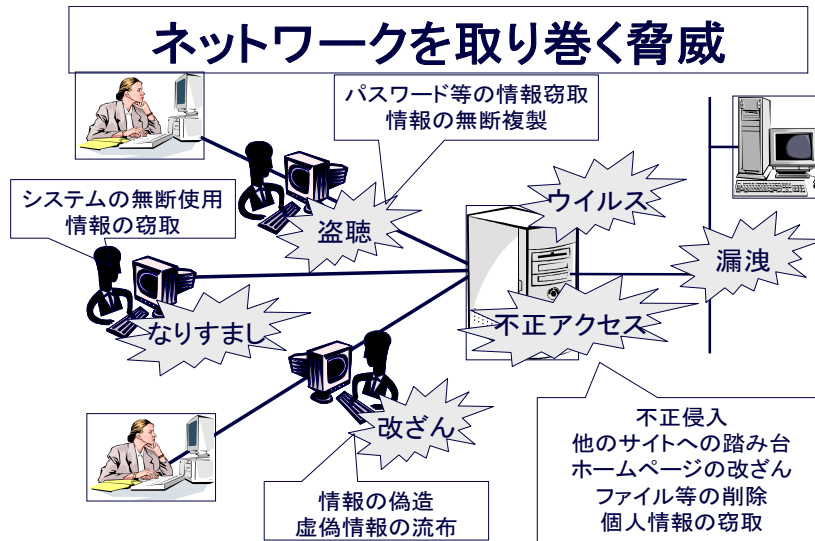 ネットワークを取り巻く脅威
パスワード等の情報窃取
情報の無断複製
システムの無断使用
情報の窃取
盗聴
ウイルス
漏洩
なりすまし
不正アクセス
改ざん
情報の偽造
虚偽情報の流布
不正侵入
他のサイトへの踏み台
ホームページの改ざん
ファイル等の削除
個人情報の窃取